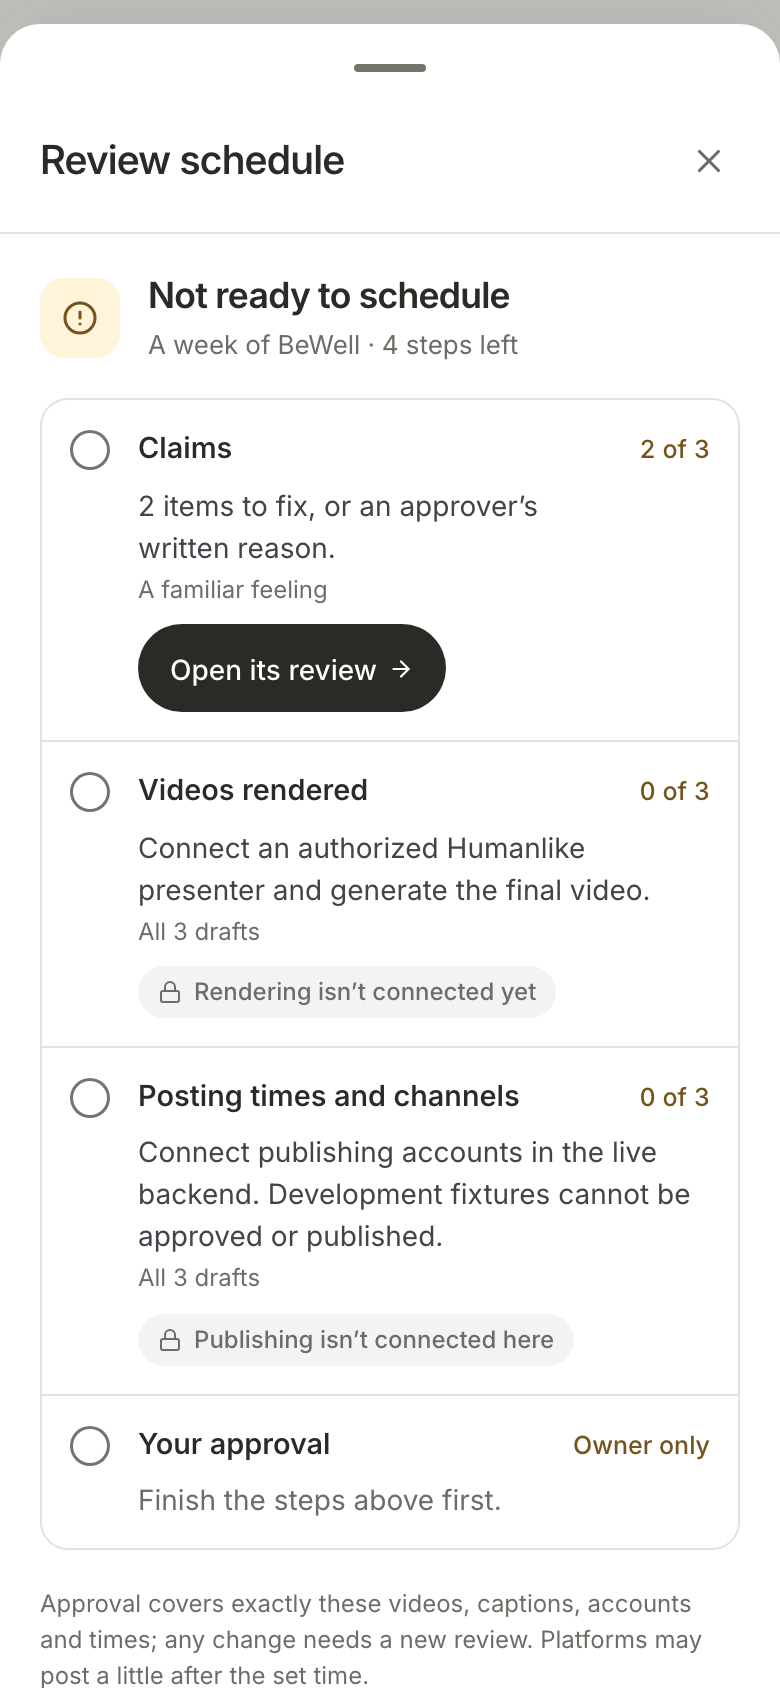 Review schedule
Not ready to schedule
A week of BeWell · 4 steps left
Claims
2 of 3
2 items to fix, or an approver’s
written reason.
A familiar feeling
Open its review →
Videos rendered
0 of 3
Connect an authorized Humanlike
presenter and generate the final video.
All 3 drafts
Rendering isn’t connected yet
Posting times and channels
0 of 3
Connect publishing accounts in the live
backend. Development fixtures cannot be
approved or published.
All 3 drafts
Publishing isn’t connected here
Your approval
Owner only
Finish the steps above first.
Approval covers exactly these videos, captions, accounts
and times; any change needs a new review. Platforms may
post a little after the set time.